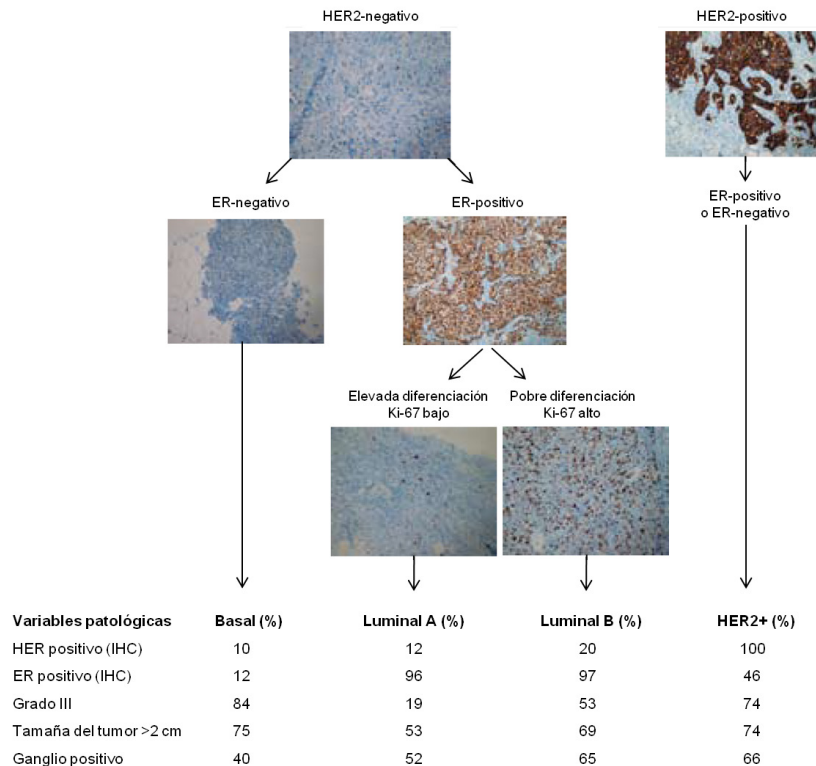 HER2-negativo
HER2-positivo
ER-negativo
ER-positivo
ER-positivo
o ER-negativo
Elevada diferenciación
Ki-67 bajo
Pobre diferenciación
Ki-67 alto
Variables patológicas Basal (%) Luminal A (%) Luminal B (%) HER2+ (%)
HER positivo (IHC) 10 12 20 100
ER positivo (IHC) 12 96 97 46
Grado III 84 19 53 74
Tamaña del tumor >2 cm 75 53 69 74
Ganglio positivo 40 52 65 66